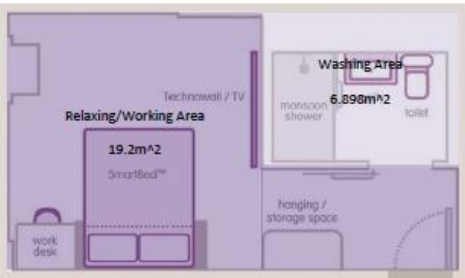 Washing Area
Technowall / TV
6.898m^2
monsoon
shower
toilet
Relaxing/Working Area
19.2m^2
SmartBed™
hanging /
storage space
work
desk